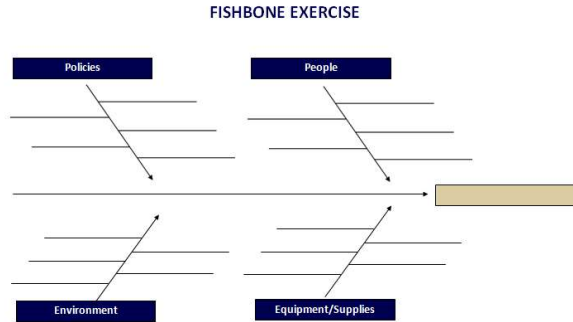 FISHBONE EXERCISE
Policies
People
Environment
Equipment/Supplies